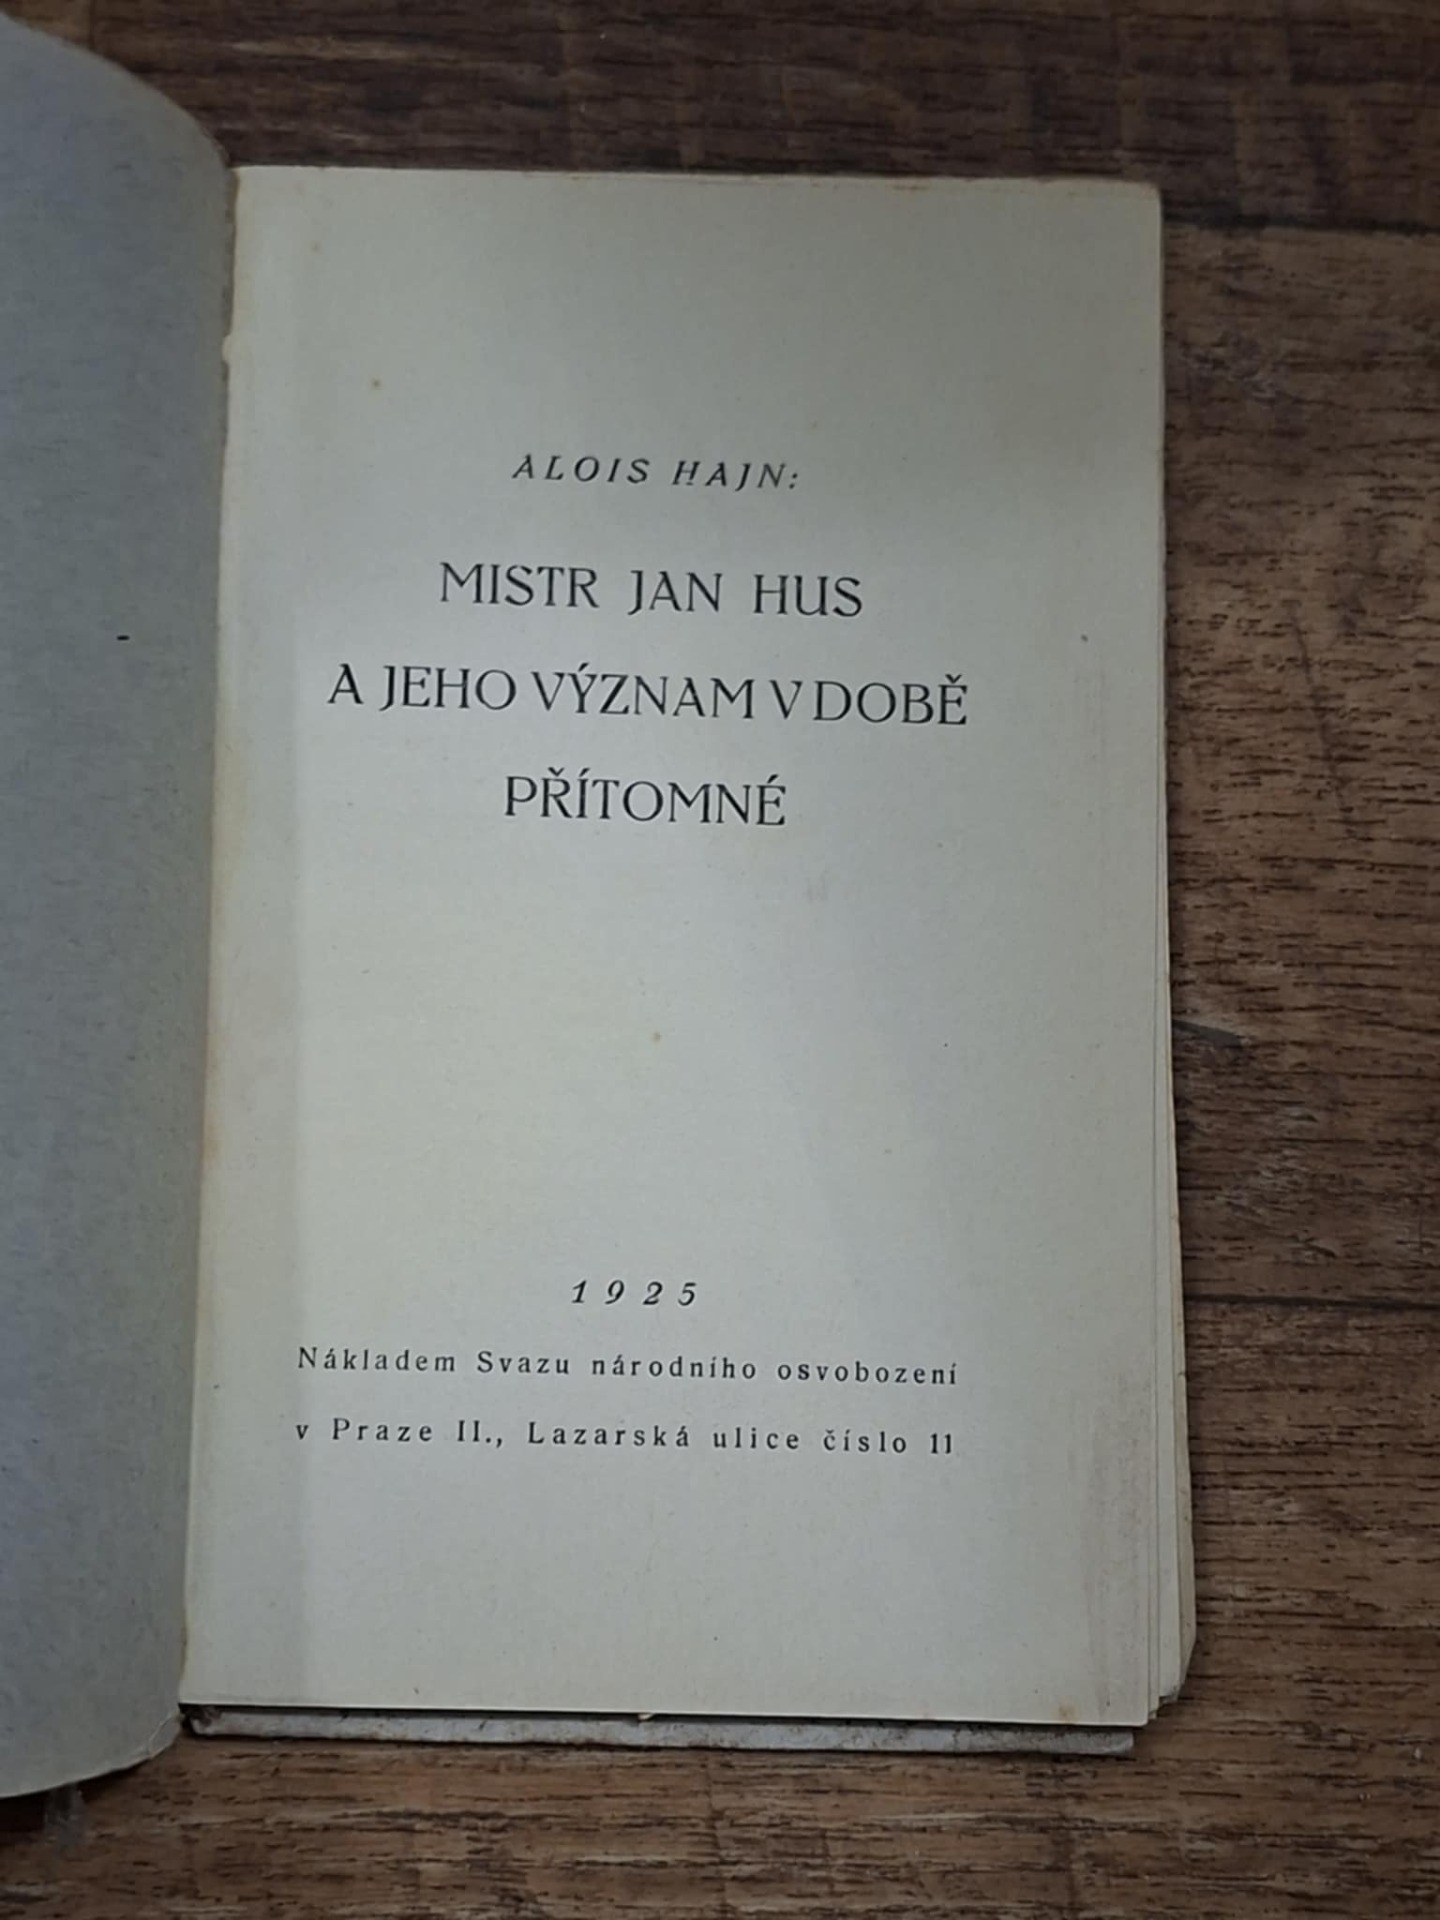 ALOIS HAJN:
MISTR JAN HUS
A JEHO VÝZNAM V DOBĚ
PŘÍTOMNÉ
1925
Nákladem Svazu národního osvobození
v Praze II., Lazarská ulice číslo 11